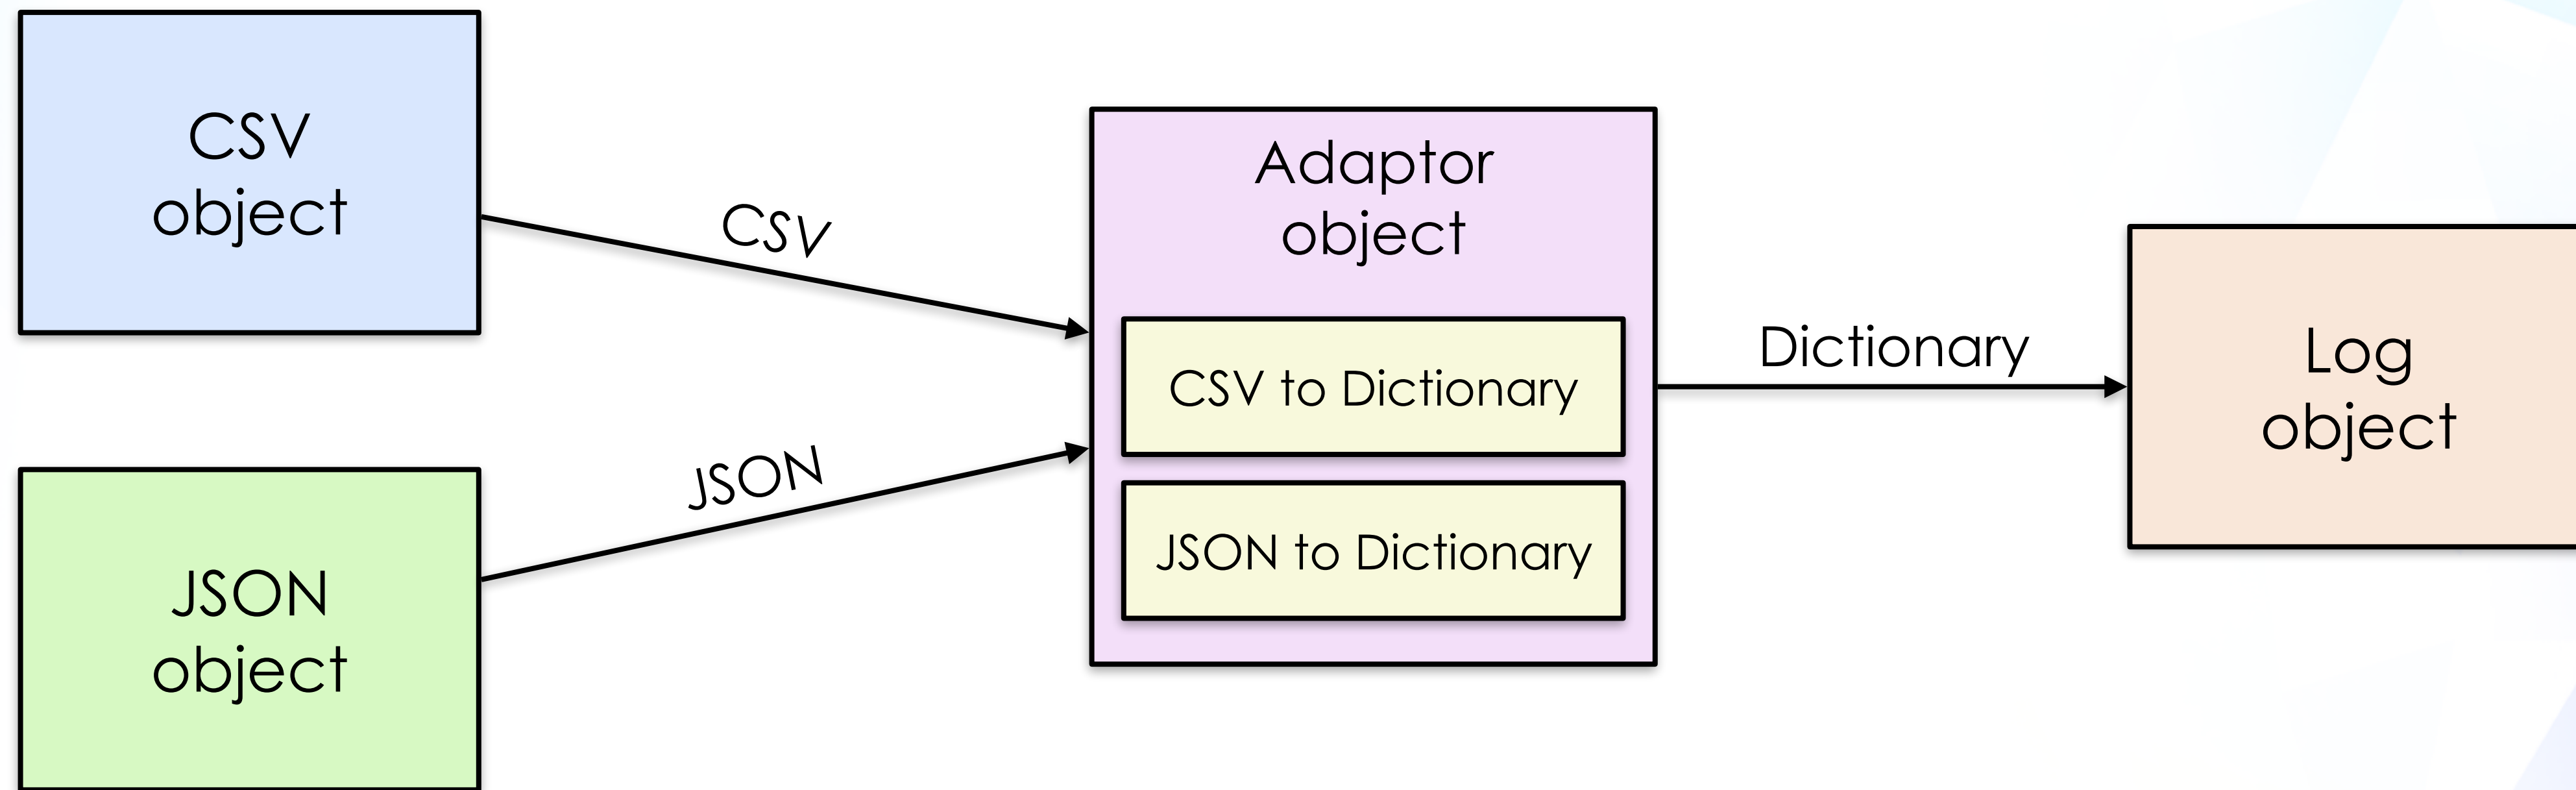 CSV
object
CSV
JSON
object
JSON
Adaptor
object
CSV to Dictionary
JSON to Dictionary
Dictionary
Log
object